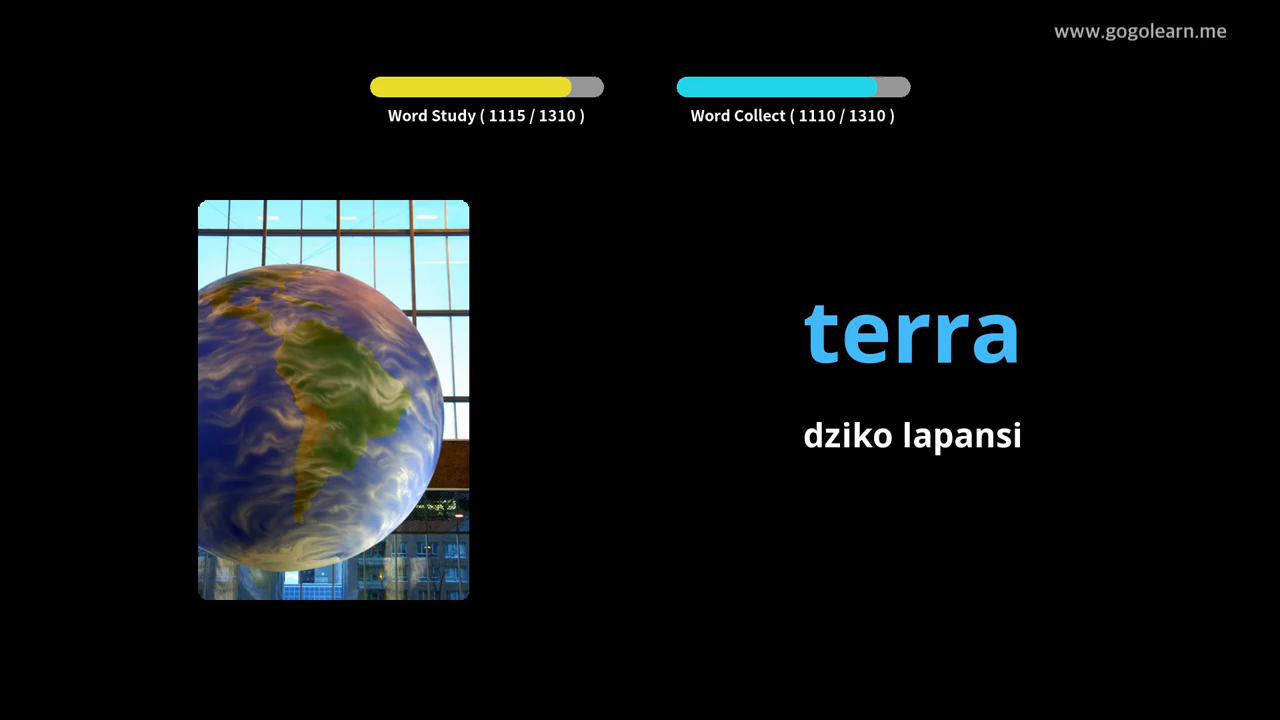 www.gogolearn.me
Word Study ( 1115 / 1310 )
Word Collect ( 1110 / 1310 )
terra
dziko lapansi